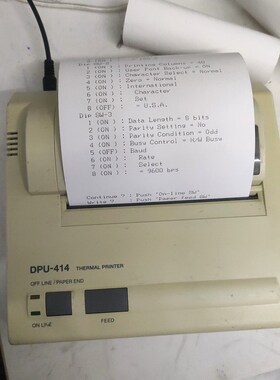 Dip SW-2
1 (ON ) : Printing Columns = 40
2 (ON ) : User Font Back-up = ON
3 (ON ) : Character Select = Normal
4 (ON ) : Zero = Normal
5 (ON ) : International
6 (ON ) : Character
7 (ON ) : Set
8 (OFF) : = U.S.A.
Dip SW-3
1 (ON ) : Data Length = 8 bits
2 (ON ) : Parity Setting = No
3 (ON ) : Parity Condition = Odd
4 (ON ) : Busy Control = H/W Busy
5 (OFF) : Baud
6 (ON ) : Rate
7 (ON ) : Select
8 (ON ) : = 9600 bps
Continue ? : Push 'On-line SW'
Write ? : Push 'Paper feed SW'
DPU-414 THERMAL PRINTER
OFF LINE / PAPER END
ON LINE
FEED